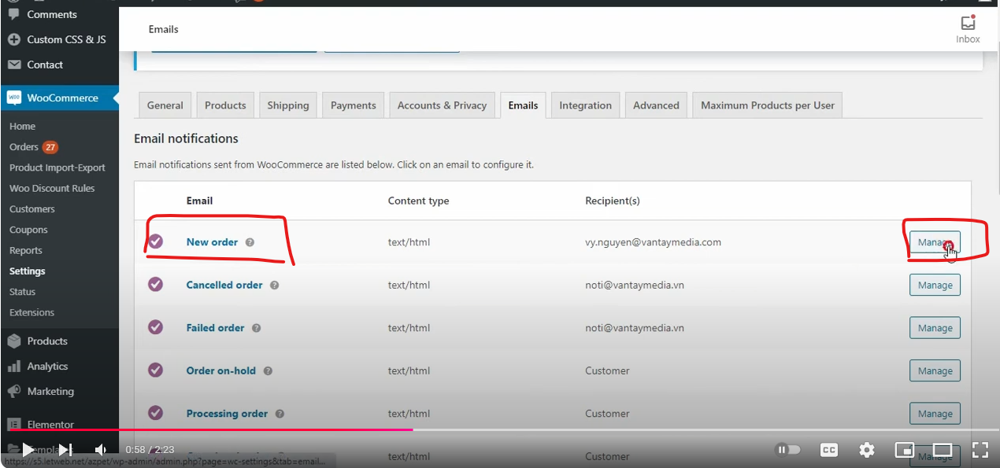 Comments
Custom CSS & JS
Contact
WooCommerce
Home
Orders 27
Product Import-Export
Woo Discount Rules
Customers
Coupons
Reports
Settings
Status
Extensions
Products
Analytics
Marketing
Elementor
Emails
Inbox
General Products Shipping Payments Accounts & Privacy Emails Integration Advanced Maximum Products per User
Email notifications
Email notifications sent from WooCommerce are listed below. Click on an email to configure it.
Email Content type Recipient(s)
New order ? text/html vy.nguyen@vantaymedia.com Manage
Cancelled order ? text/html noti@vantaymedia.vn Manage
Failed order ? text/html noti@vantaymedia.vn Manage
Order on-hold ? text/html Customer Manage
Processing order ? text/html Customer Manage
text/html Customer Manage
0:58 / 2:23
CC
https://s5.letweb.net/azpet/wp-admin/admin.php?page=wc-settings&tab=email...